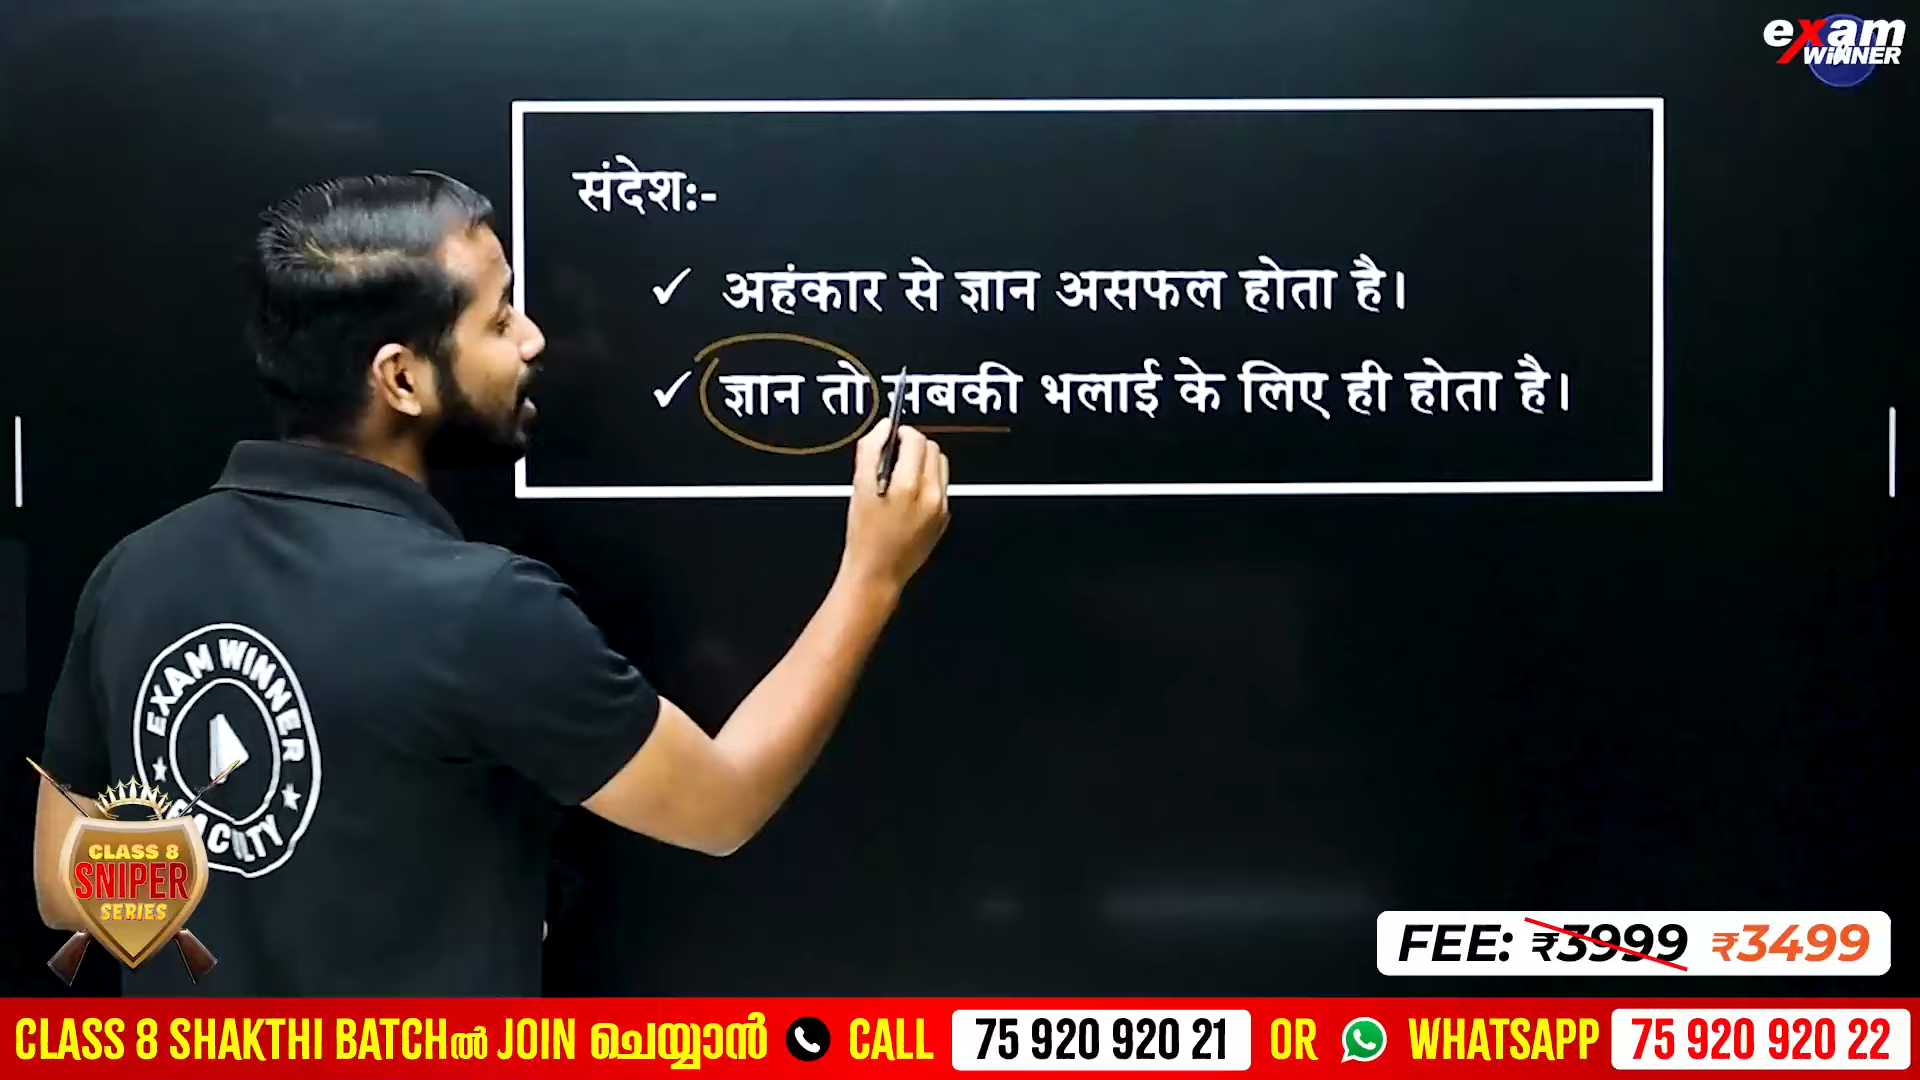 exam
WiNNER
संदेश:-
✓ अहंकार से ज्ञान असफल होता है।
✓ ज्ञान तो सबकी भलाई के लिए ही होता है।
EXAM WINNER
FACULTY
CLASS 8
SNIPER
SERIES
FEE: ₹3999 ₹3499
CLASS 8 SHAKTHI BATCHൽ JOIN ചെയ്യാൻ CALL 75 920 920 21 OR WHATSAPP 75 920 920 22